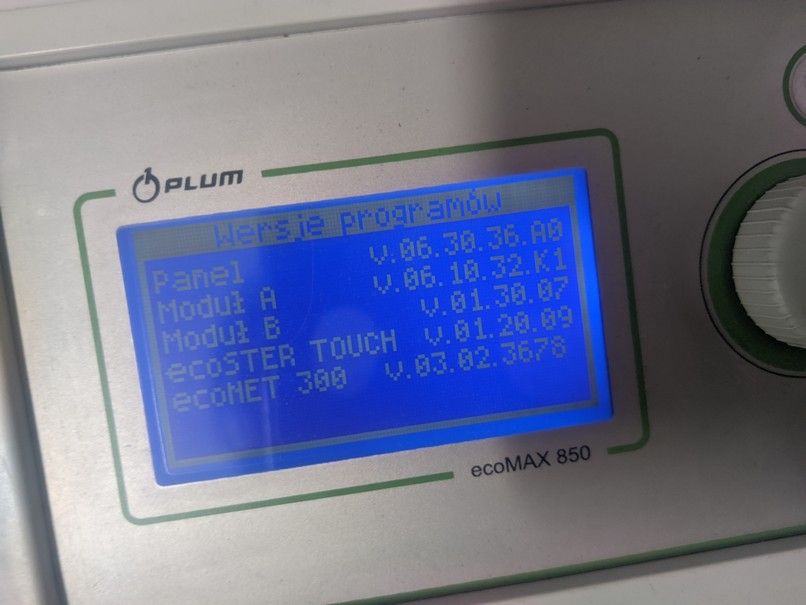 PLUM
Wersje programów
Panel V.06.30.36.A0
Moduł A V.06.10.32.K1
Moduł B V.01.30.07
ecoSTER TOUCH V.01.20.09
ecoNET 300 V.03.02.3678
ecoMAX 850